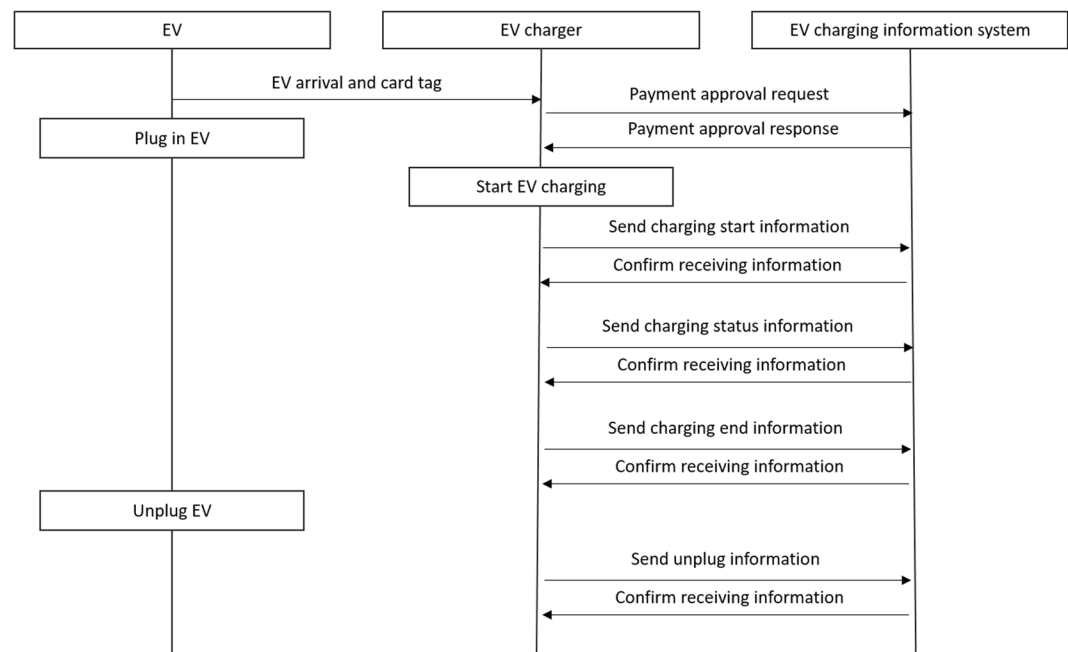 EV
EV charger
EV charging information system
EV arrival and card tag
Payment approval request
Payment approval response
Plug in EV
Start EV charging
Send charging start information
Confirm receiving information
Send charging status information
Confirm receiving information
Send charging end information
Confirm receiving information
Unplug EV
Send unplug information
Confirm receiving information